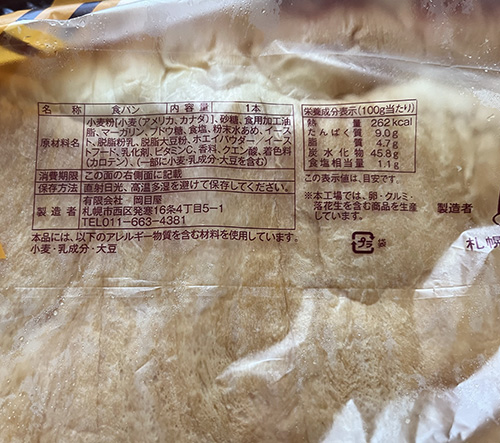 名　称 食パン 内容量 1本
原材料名 小麦粉[小麦(アメリカ、カナダ)]、砂糖、食用加工油
脂、マーガリン、ブドウ糖、食塩、粉末水あめ、イース
ト、脱脂粉乳、脱脂大豆粉、ホエイパウダー、イース
トフード、乳化剤、ビタミンC、香料、クエン酸、着色料
(カロテン)、(一部に小麦・乳成分・大豆を含む)
消費期限 この面の右側面に記載
保存方法 直射日光、高温多湿を避けて保存してください。
製造者 有限会社・岡目屋
札幌市西区発寒16条4丁目5-1
TEL011-663-4381
本品には、以下のアレルギー物質を含む材料を使用しています。
小麦・乳成分・大豆
栄養成分表示(100g当たり)
熱量 262kcal
たんぱく質 9.0g
脂質 4.7g
炭水化物 45.8g
食塩相当量 1.1g
この表示値は、目安です。
※本工場では、卵・クルミ・
落花生を含む商品を生産
しています。
プラ 袋
製造者
札幌